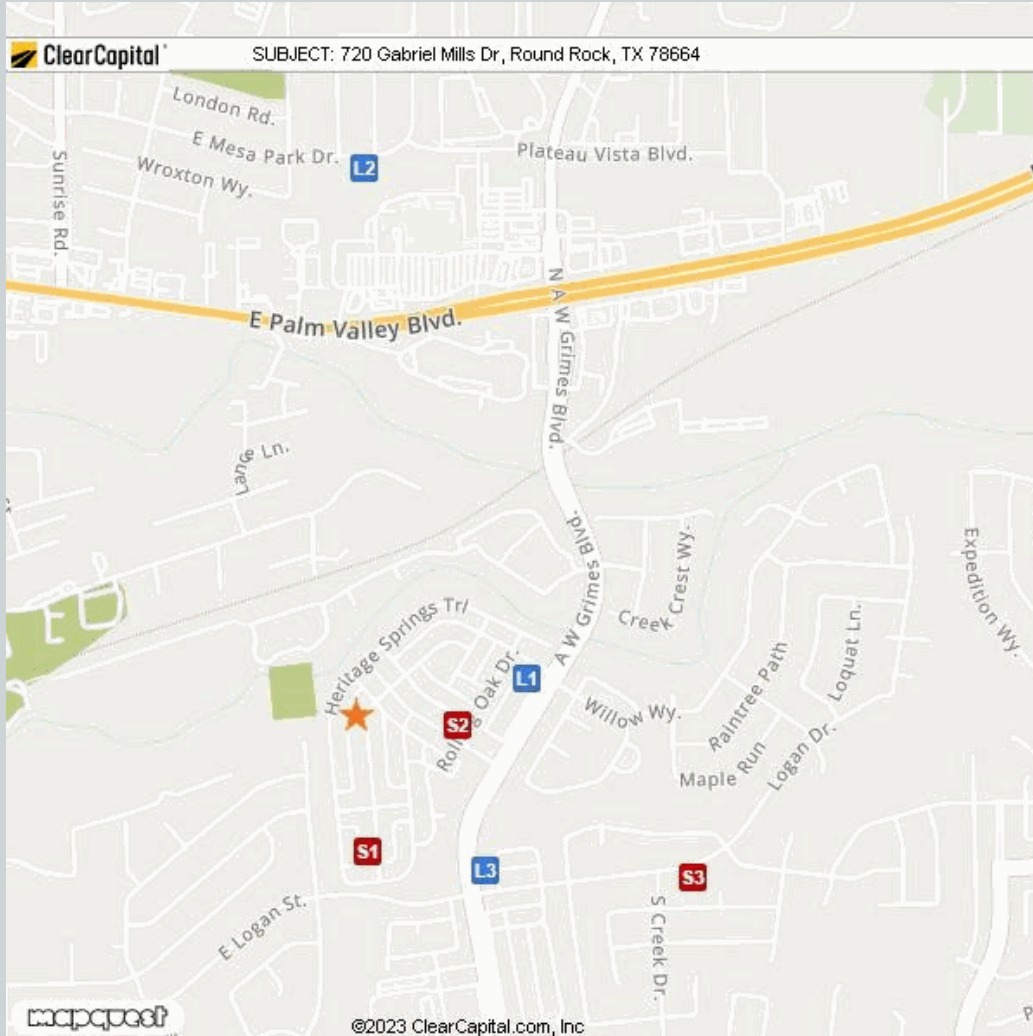 ClearCapital
SUBJECT: 720 Gabriel Mills Dr, Round Rock, TX 78664
London Rd.
E Mesa Park Dr.
L2
Plateau Vista Blvd.
Wroxton Wy.
Sunrise Rd.
N A W Grimes Blvd.
E Palm Valley Blvd.
Lance Ln.
A W Grimes Blvd.
Creek Crest Wy.
Expedition Wy.
Heritage Springs Trl
Loquat Ln.
Raintree Path
L1
Rolling Oak Dr.
S2
Willow Wy.
Maple Run
Logan Dr.
S1
L3
S3
E Logan St.
S Creek Dr.
mapquest
©2023 ClearCapital.com, Inc